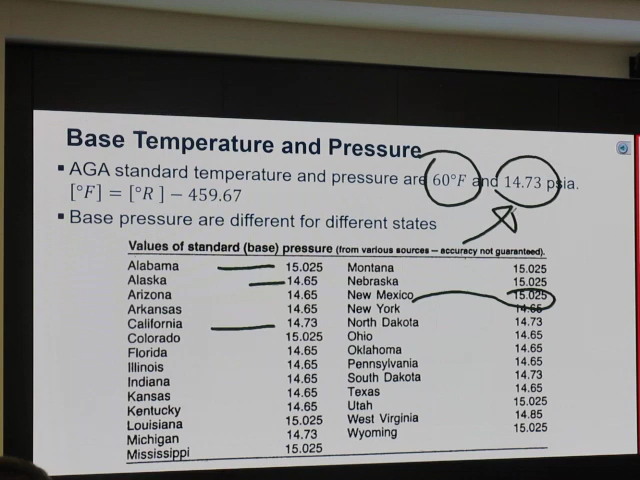 Base Temperature and Pressure
▪ AGA standard temperature and pressure are 60°F and 14.73 psia.
[°F] = [°R ] − 459.67
▪ Base pressure are different for different states
Values of standard (base) pressure (from various sources — accuracy not guaranteed).
Alabama 15.025 Montana 15.025
Alaska 14.65 Nebraska 15.025
Arizona 14.65 New Mexico 15.025
Arkansas 14.65 New York 14.65
California 14.73 North Dakota 14.73
Colorado 15.025 Ohio 14.65
Florida 14.65 Oklahoma 14.65
Illinois 14.65 Pennsylvania 14.65
Indiana 14.65 South Dakota 14.73
Kansas 14.65 Texas 14.65
Kentucky 14.65 Utah 15.025
Louisiana 15.025 West Virginia 14.85
Michigan 14.73 Wyoming 15.025
Mississippi 15.025